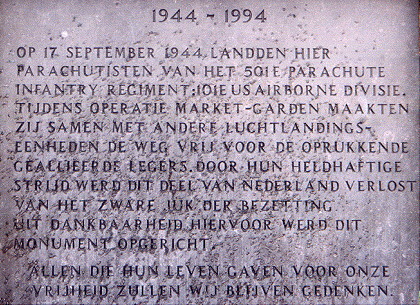 1944 - 1994
OP 17 SEPTEMBER 1944 LANDDEN HIER
PARACHUTISTEN VAN HET 501E PARACHUTE
INFANTRY REGIMENT; 101E US AIRBORNE DIVISIE.
TIJDENS OPERATIE MARKET-GARDEN MAAKTEN
ZIJ SAMEN MET ANDERE LUCHTLANDINGS-
EENHEDEN DE WEG VRIJ VOOR DE OPRUKKENDE
GEALLIEERDE LEGERS. DOOR HUN HELDHAFTIGE
STRIJD WERD DIT DEEL VAN NEDERLAND VERLOST
VAN HET ZWARE JUK DER BEZETTING
UIT DANKBAARHEID HIERVOOR WERD DIT
MONUMENT OPGERICHT.
ALLEN DIE HUN LEVEN GAVEN VOOR ONZE
VRIJHEID ZULLEN WIJ BLIJVEN GEDENKEN.